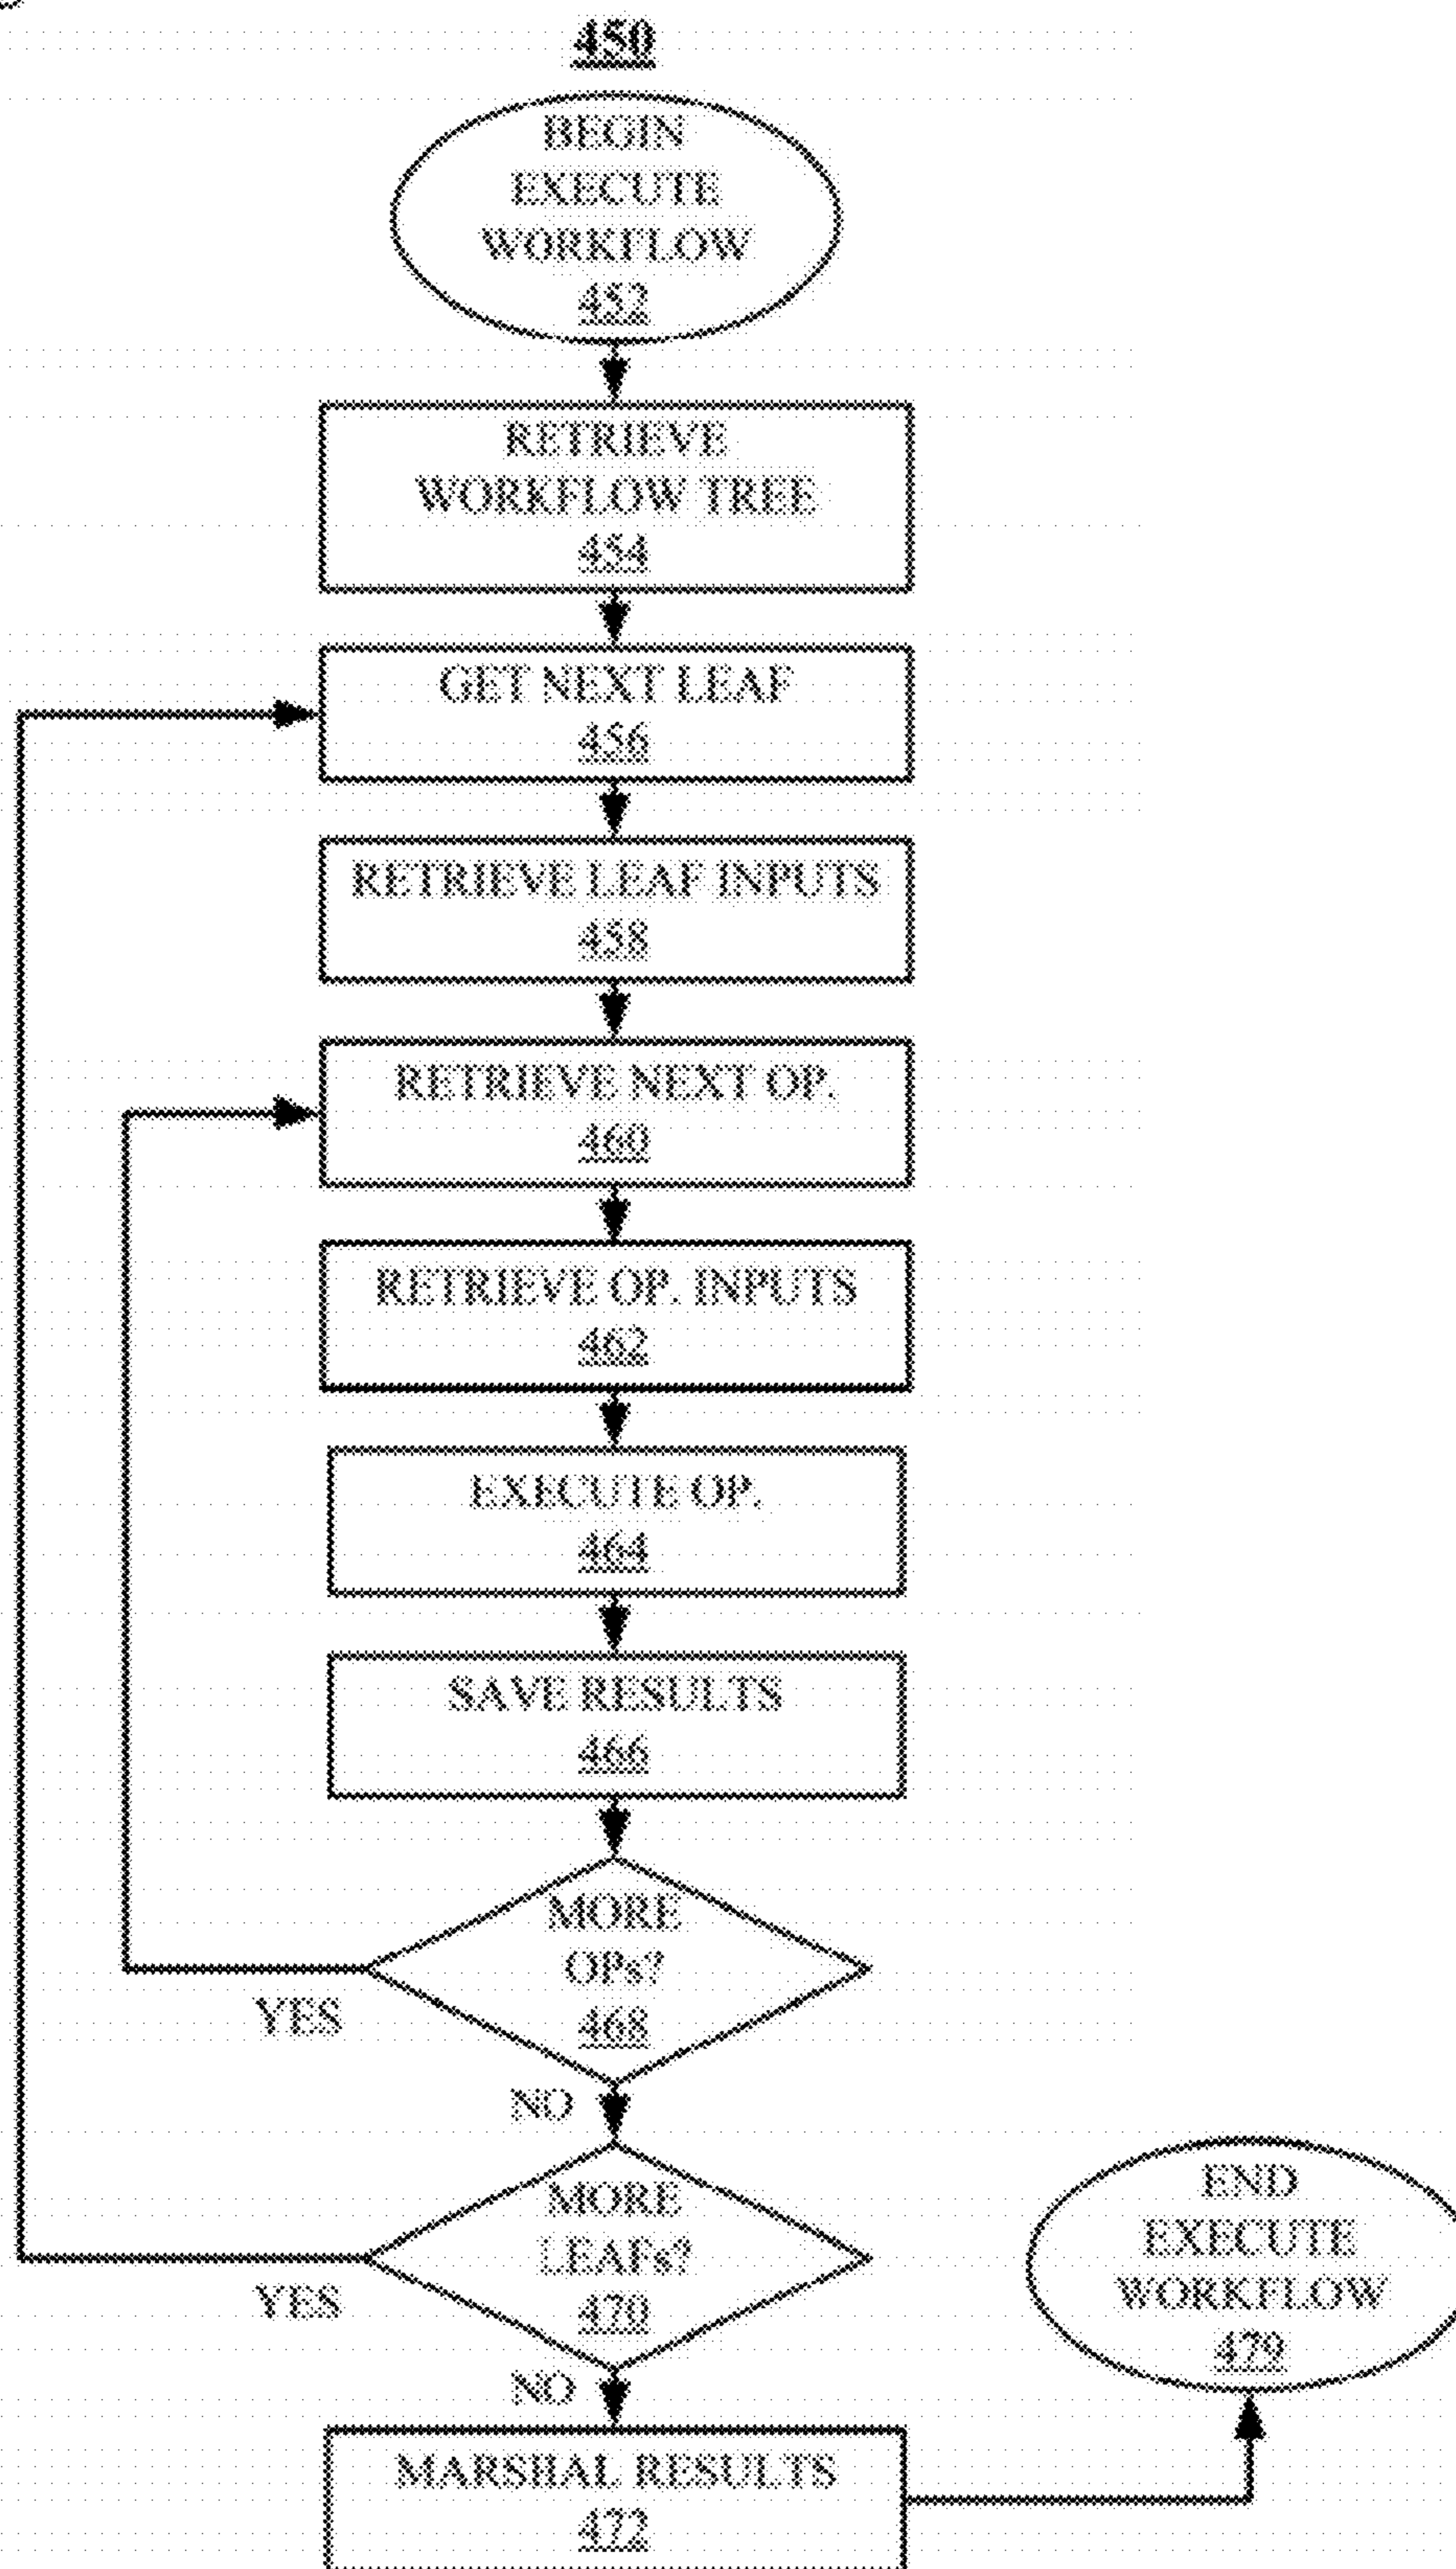 450
BEGIN
EXECUTE
WORKFLOW
452
RETRIEVE
WORKFLOW TREE
454
GET NEXT LEAF
456
RETRIEVE LEAF INPUTS
458
RETRIEVE NEXT OP.
460
RETRIEVE OP. INPUTS
462
EXECUTE OP.
464
SAVE RESULTS
466
MORE
OPs?
468
YES
NO
MORE
LEAFs?
470
YES
NO
END
EXECUTE
WORKFLOW
479
MARSHAL RESULTS
472